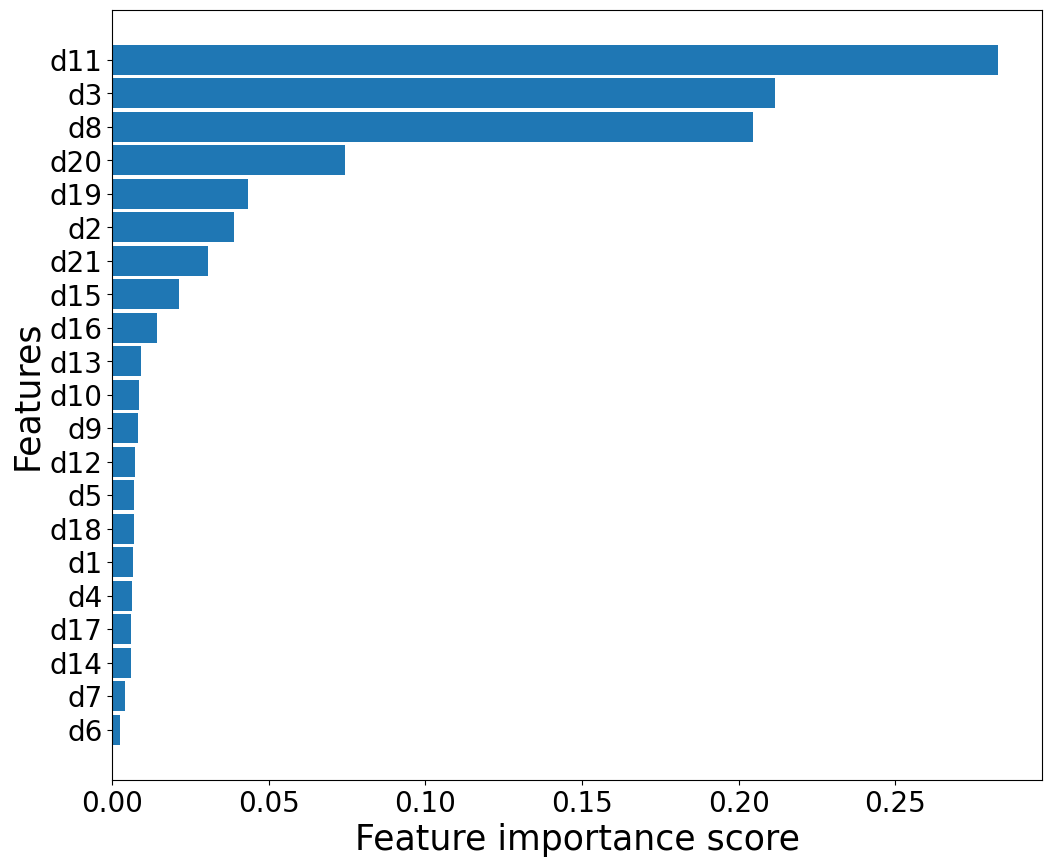 Features
d11
d3
d8
d20
d19
d2
d21
d15
d16
d13
d10
d9
d12
d5
d18
d1
d4
d17
d14
d7
d6
0.00 0.05 0.10 0.15 0.20 0.25
Feature importance score